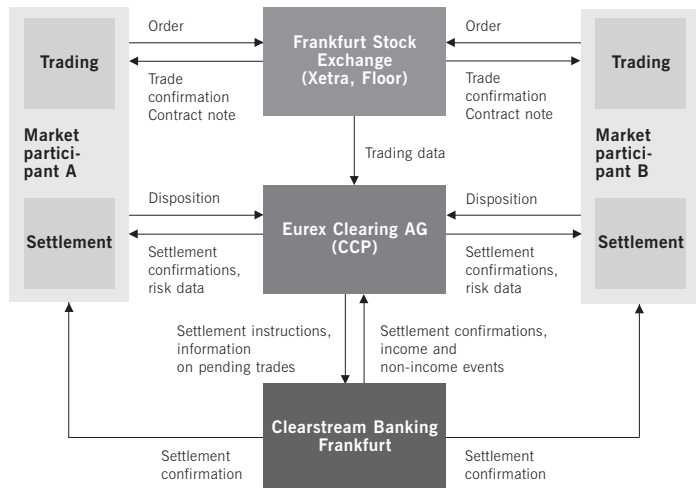 Order
Frankfurt Stock
Exchange
(Xetra, Floor)
Order
Trading
Trading
Trade
confirmation
Contract note
Trade
confirmation
Contract note
Market
partici-
pant A
Market
partici-
pant B
Trading data
Disposition
Disposition
Eurex Clearing AG
(CCP)
Settlement
Settlement
Settlement
confirmations,
risk data
Settlement
confirmations,
risk data
Settlement instructions,
information
on pending trades
Settlement confirmations,
income and
non-income events
Clearstream Banking
Frankfurt
Settlement
confirmation
Settlement
confirmation